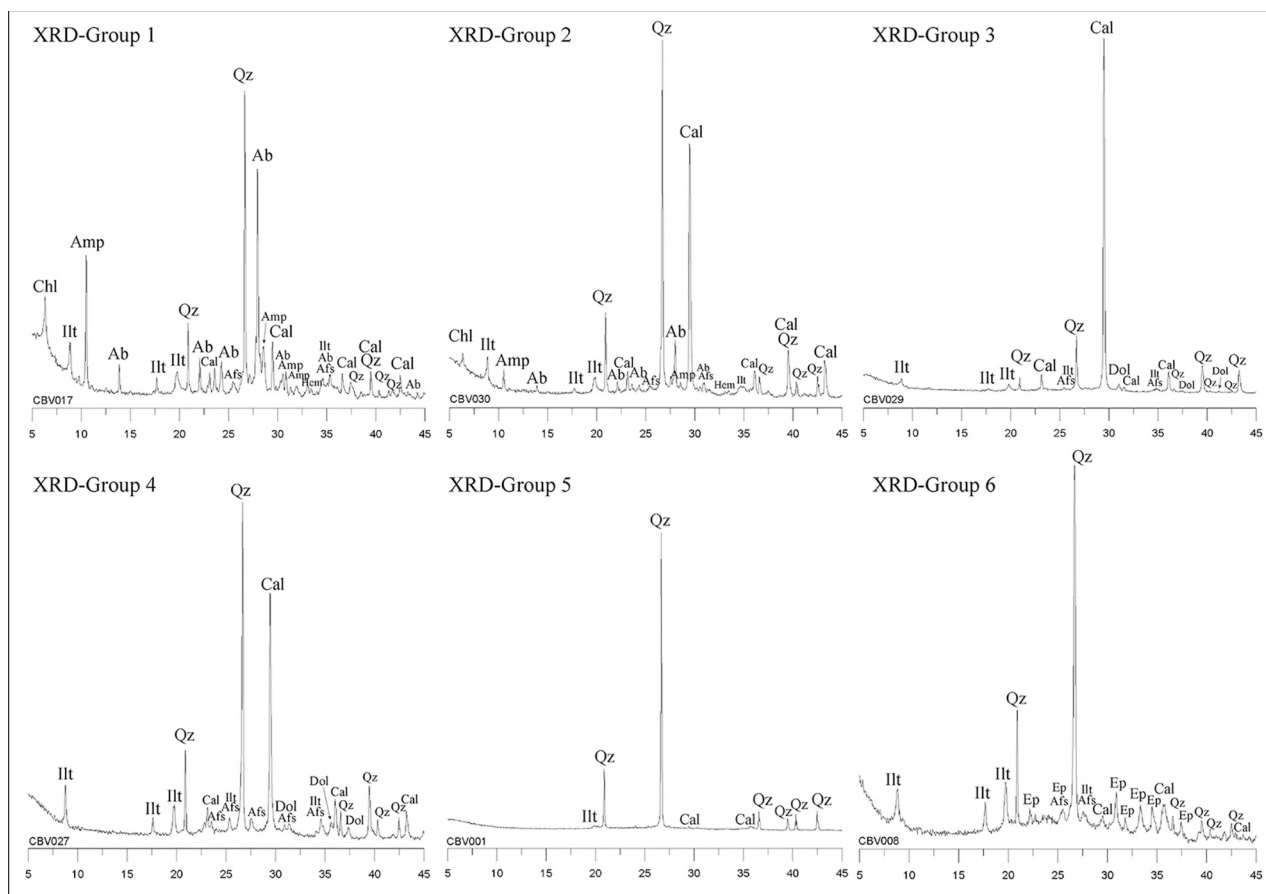 XRD-Group 1
Qz
Ab
Amp
Chl
Ilt
Ab
Ilt
Ilt
Qz
Ab
Cal
Ab
Afs
Amp
Cal
Ab
Amp
Amp
Hem
Ilt
Ab
Afs
Cal
Qz
Cal
Qz
Qz
Qz
Cal
Ab
CBV017
5 10 15 20 25 30 35 40 45
XRD-Group 2
Qz
Cal
Chl
Ilt
Amp
Ab
Ilt
Ilt
Qz
Ab
Cal
Ab
Afs
Ab
Amp
Ab
Afs
Hem
Ilt
Cal
Qz
Cal
Qz
Qz
Qz
Cal
CBV030
5 10 15 20 25 30 35 40 45
XRD-Group 3
Cal
Ilt
Ilt
Ilt
Qz
Cal
Ilt
Afs
Qz
Dol
Cal
Ilt
Afs
Cal
Qz
Dol
Qz
Qz
Dol
Qz
CBV029
5 10 15 20 25 30 35 40 45
XRD-Group 4
Qz
Cal
Ilt
Ilt
Ilt
Qz
Cal
Afs
Ilt
Afs
Afs
Dol
Afs
Ilt
Afs
Dol
Cal
Qz
Dol
Qz
Qz
Qz
Cal
CBV027
5 10 15 20 25 30 35 40 45
XRD-Group 5
Qz
Qz
Ilt
Cal
Cal
Qz
Qz
Qz
Qz
CBV001
5 10 15 20 25 30 35 40 45
XRD-Group 6
Qz
Ilt
Ilt
Ilt
Qz
Ep
Ep
Afs
Ilt
Afs
Cal
Ep
Ep
Ep
Ep
Cal
Qz
Ep
Qz
Qz
Qz
Cal
CBV008
5 10 15 20 25 30 35 40 45